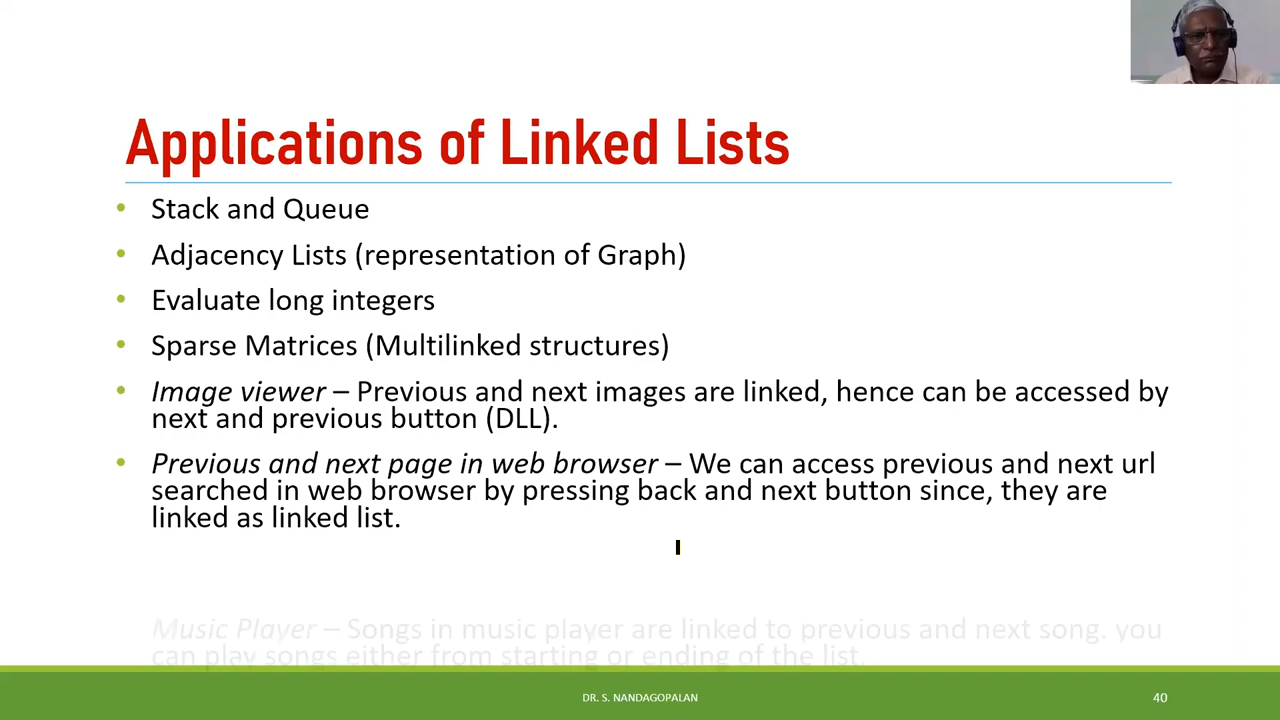 Applications of Linked Lists
• Stack and Queue
• Adjacency Lists (representation of Graph)
• Evaluate long integers
• Sparse Matrices (Multilinked structures)
• Image viewer – Previous and next images are linked, hence can be accessed by
next and previous button (DLL).
• Previous and next page in web browser – We can access previous and next url
searched in web browser by pressing back and next button since, they are
linked as linked list.
Music Player – Songs in music player are linked to previous and next song. you
can play songs either from starting or ending of the list.
DR. S. NANDAGOPALAN
40